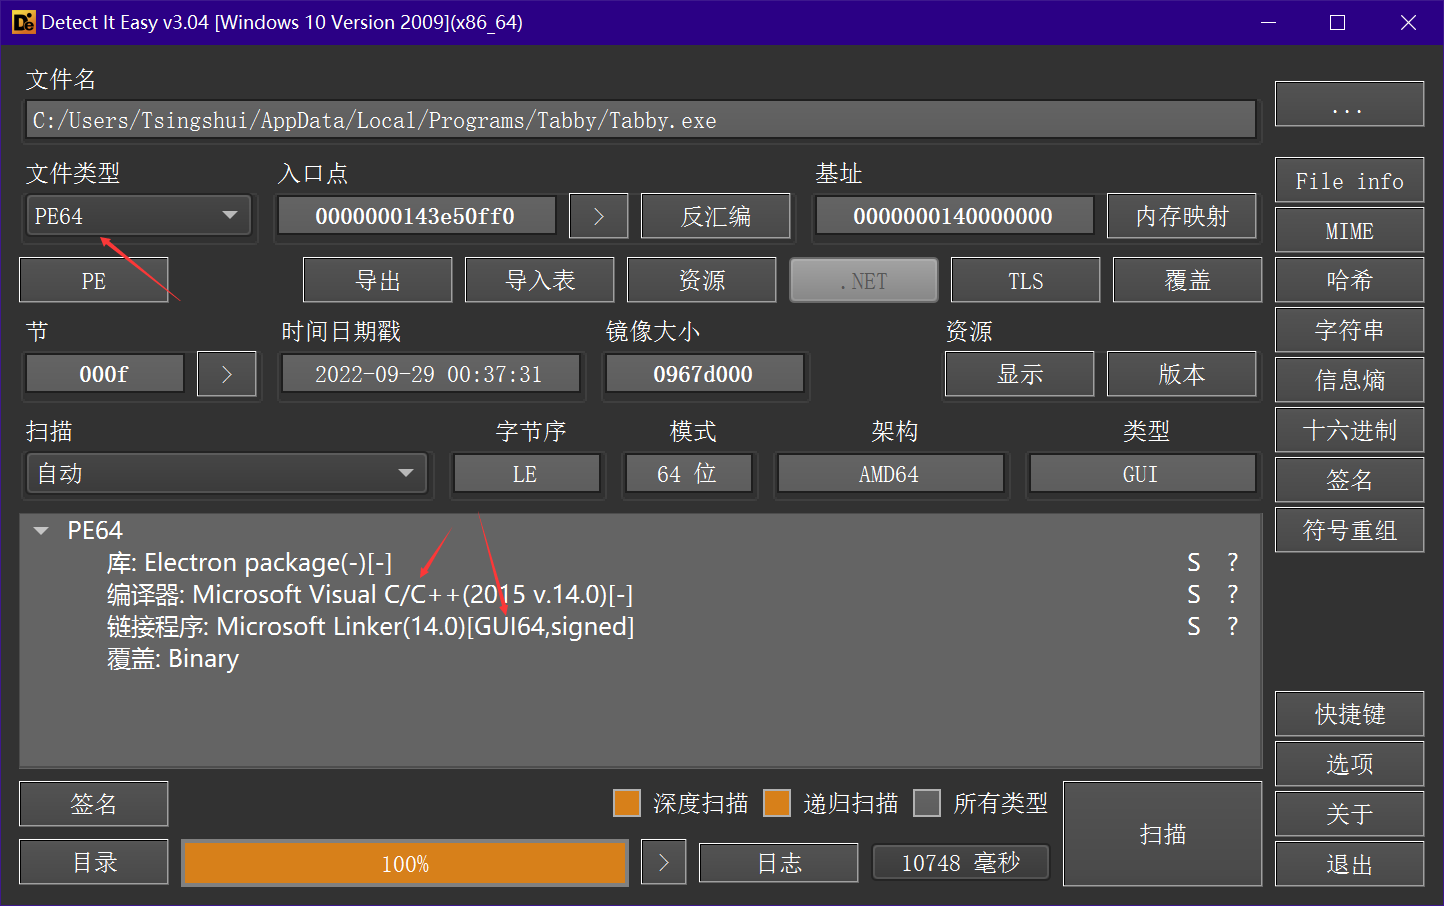 Detect It Easy v3.04 [Windows 10 Version 2009](x86_64)
文件名
C:/Users/Tsingshui/AppData/Local/Programs/Tabby/Tabby.exe
...
文件类型
入口点
基址
PE64
0000000143e50ff0
>
反汇编
0000000140000000
内存映射
File info
MIME
PE
导出
导入表
资源
.NET
TLS
覆盖
哈希
节
时间日期戳
镜像大小
资源
字符串
000f
>
2022-09-29 00:37:31
0967d000
显示
版本
信息熵
扫描
字节序
模式
架构
类型
十六进制
自动
LE
64 位
AMD64
GUI
签名
PE64
符号重组
库: Electron package(-)[-]
S ?
编译器: Microsoft Visual C/C++(2015 v.14.0)[-]
S ?
链接程序: Microsoft Linker(14.0)[GUI64,signed]
S ?
覆盖: Binary
快捷键
选项
签名
深度扫描
递归扫描
所有类型
扫描
关于
目录
100%
>
日志
10748 毫秒
退出